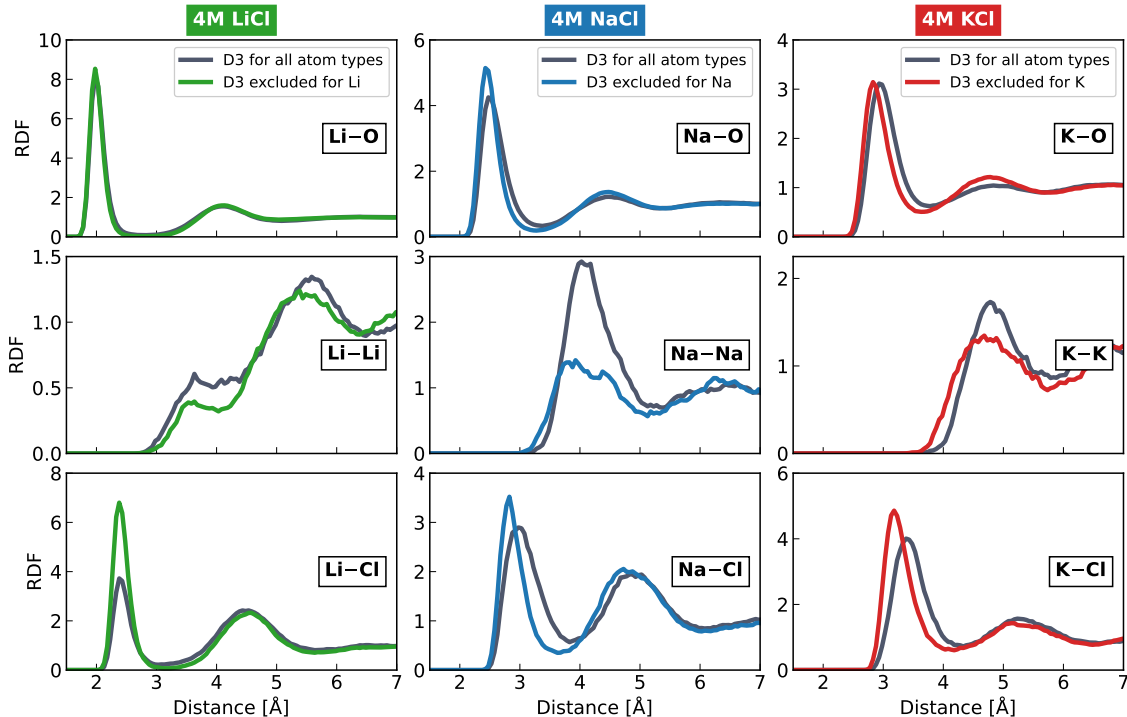 4M LiCl
4M NaCl
4M KCl
10
8
6
4
2
0
RDF
D3 for all atom types
D3 excluded for Li
Li−O
6
4
2
0
D3 for all atom types
D3 excluded for Na
Na−O
4
3
2
1
0
D3 for all atom types
D3 excluded for K
K−O
1.5
1.0
0.5
0.0
RDF
Li−Li
3
2
1
0
Na−Na
2
1
0
K−K
8
6
4
2
0
RDF
Li−Cl
2 3 4 5 6 7
Distance [Å]
4
3
2
1
0
Na−Cl
2 3 4 5 6 7
Distance [Å]
6
4
2
0
K−Cl
2 3 4 5 6 7
Distance [Å]